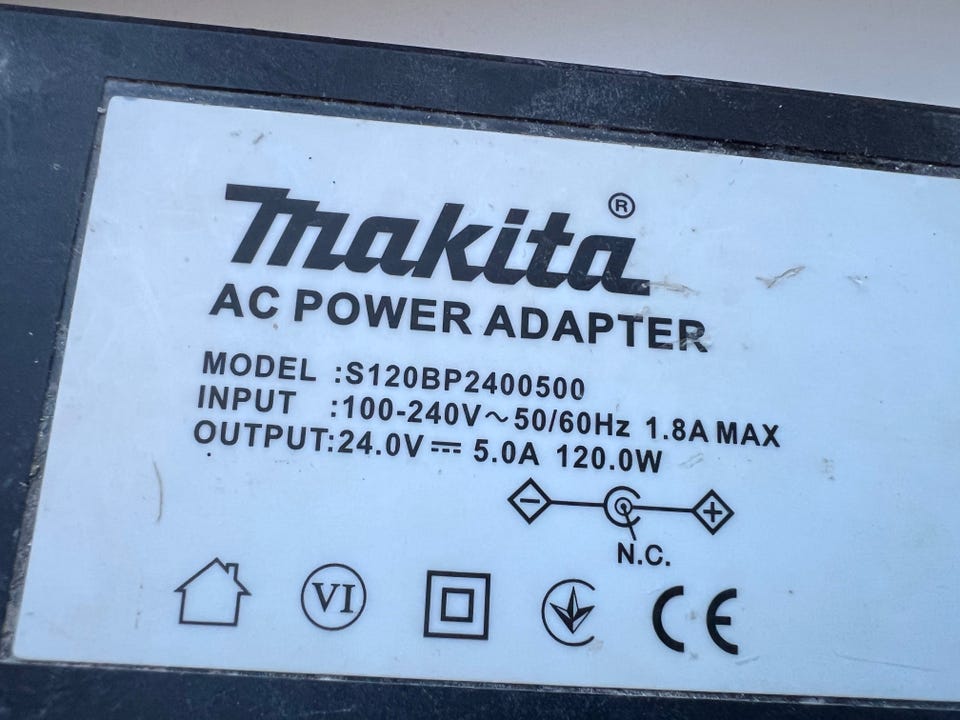 makita®
AC POWER ADAPTER
MODEL :S120BP2400500
INPUT :100-240V～50/60Hz 1.8A MAX
OUTPUT:24.0V⎓ 5.0A 120.0W
N.C.
VI
CE